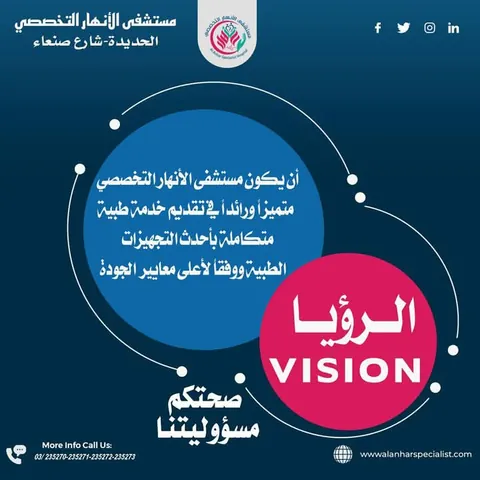 مستشفى الأنهار التخصصي
الحديدة-شارع صنعاء
أن يكون مستشفى الأنهار التخصصي
متميزاً ورائداً في تقديم خدمة طبية
متكاملة بأحدث التجهيزات
الطبية ووفقاً لأعلى معايير الجودة
الرؤيا
VISION
صحتكم
مسؤوليتنا
More Info Call Us:
03/ 235270-235271-235272-235273
www.alanharspecialist.com